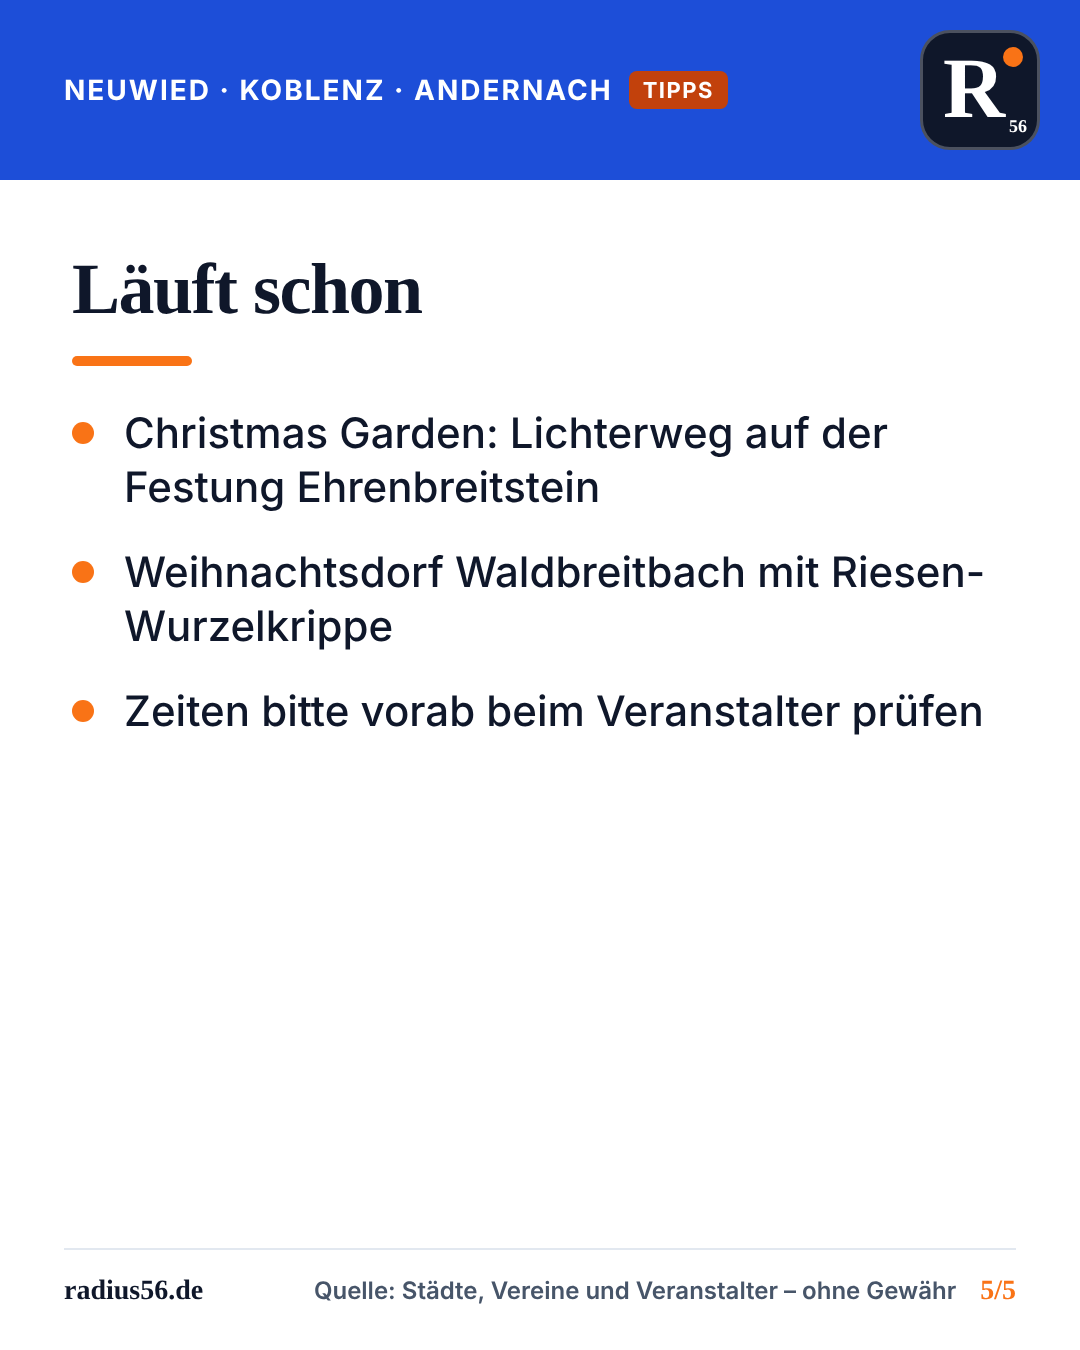 NEUWIED · KOBLENZ · ANDERNACH TIPPS
R
56
Läuft schon
Christmas Garden: Lichterweg auf der
Festung Ehrenbreitstein
Weihnachtsdorf Waldbreitbach mit Riesen-
Wurzelkrippe
Zeiten bitte vorab beim Veranstalter prüfen
radius56.de Quelle: Städte, Vereine und Veranstalter – ohne Gewähr 5/5